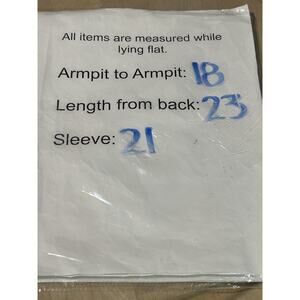 All items are measured while
lying flat.
Armpit to Armpit: 18
Length from back: 23
Sleeve: 21